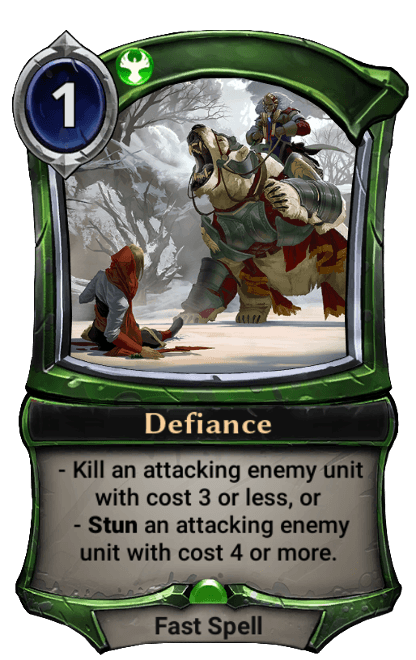 1
Defiance
- Kill an attacking enemy unit
with cost 3 or less, or
- Stun an attacking enemy
unit with cost 4 or more.
Fast Spell